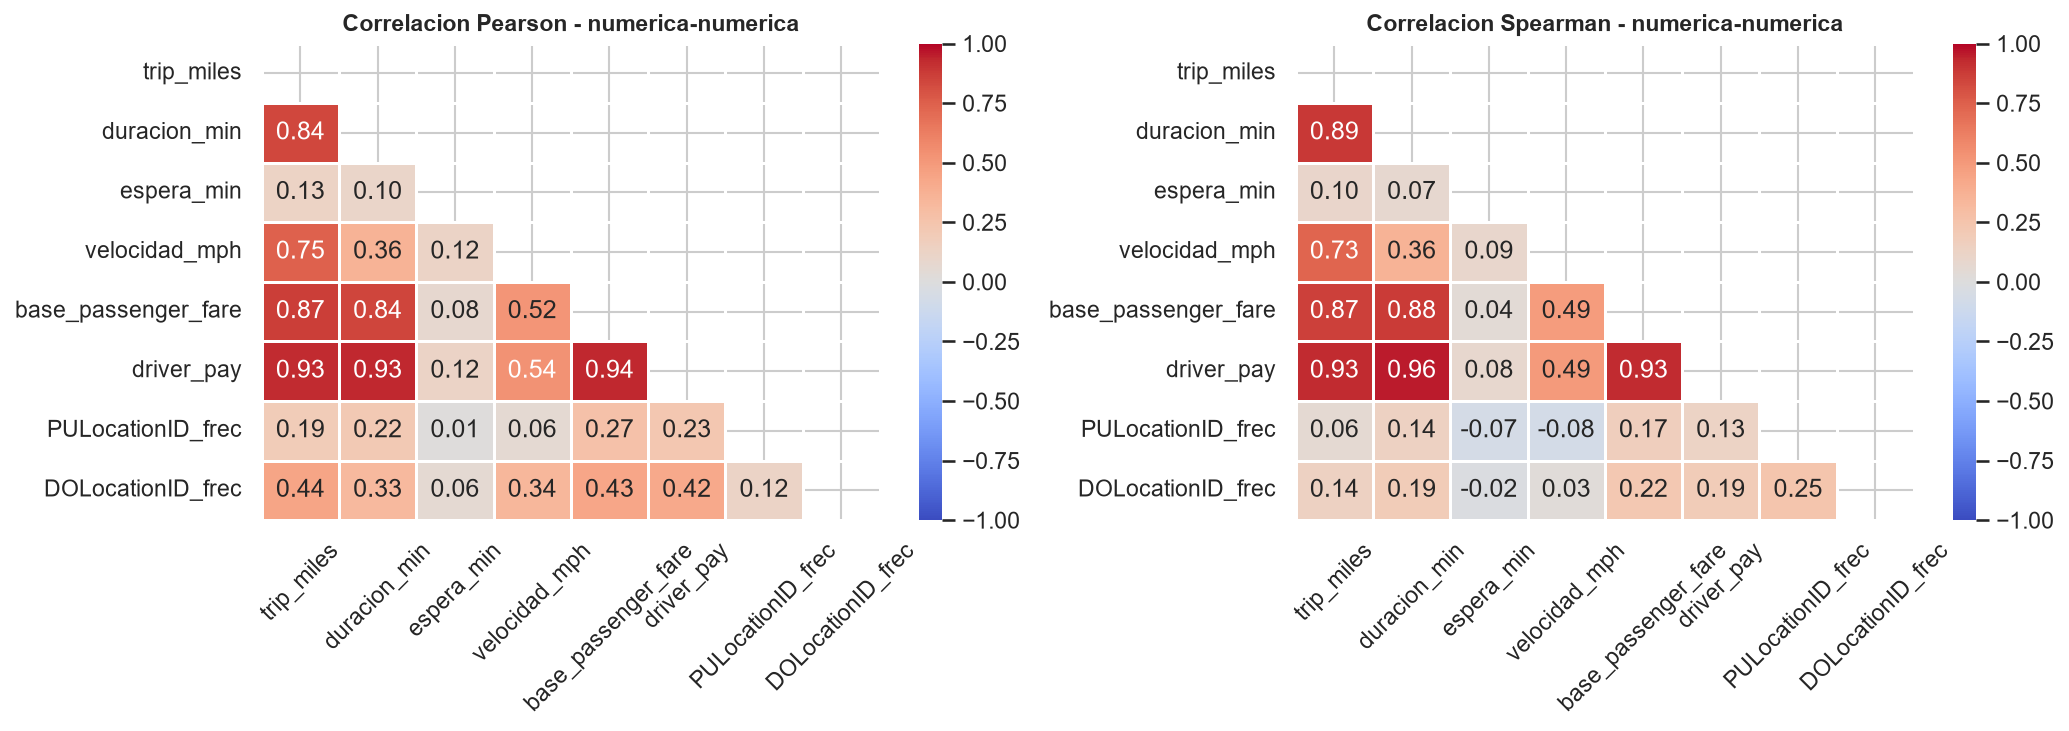 Correlacion Pearson - numerica-numerica
trip_miles
duracion_min 0.84
espera_min 0.13 0.10
velocidad_mph 0.75 0.36 0.12
base_passenger_fare 0.87 0.84 0.08 0.52
driver_pay 0.93 0.93 0.12 0.54 0.94
PULocationID_frec 0.19 0.22 0.01 0.06 0.27 0.23
DOLocationID_frec 0.44 0.33 0.06 0.34 0.43 0.42 0.12
trip_miles duracion_min espera_min velocidad_mph base_passenger_fare driver_pay PULocationID_frec DOLocationID_frec
1.00
0.75
0.50
0.25
0.00
−0.25
−0.50
−0.75
−1.00
Correlacion Spearman - numerica-numerica
trip_miles
duracion_min 0.89
espera_min 0.10 0.07
velocidad_mph 0.73 0.36 0.09
base_passenger_fare 0.87 0.88 0.04 0.49
driver_pay 0.93 0.96 0.08 0.49 0.93
PULocationID_frec 0.06 0.14 -0.07 -0.08 0.17 0.13
DOLocationID_frec 0.14 0.19 -0.02 0.03 0.22 0.19 0.25
trip_miles duracion_min espera_min velocidad_mph base_passenger_fare driver_pay PULocationID_frec DOLocationID_frec
1.00
0.75
0.50
0.25
0.00
−0.25
−0.50
−0.75
−1.00